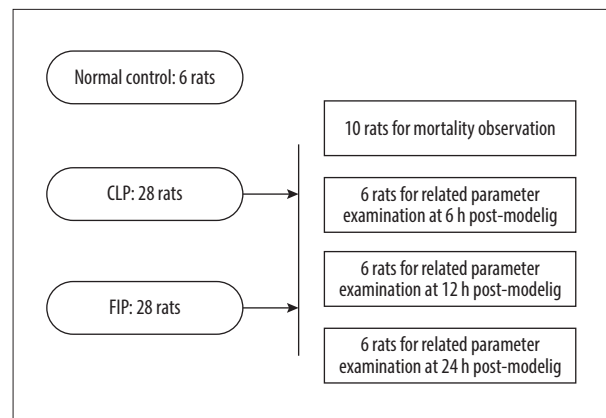 Normal control: 6 rats
CLP: 28 rats
FIP: 28 rats
10 rats for mortality observation
6 rats for related parameter
examination at 6 h post-modelig
6 rats for related parameter
examination at 12 h post-modelig
6 rats for related parameter
examination at 24 h post-modelig